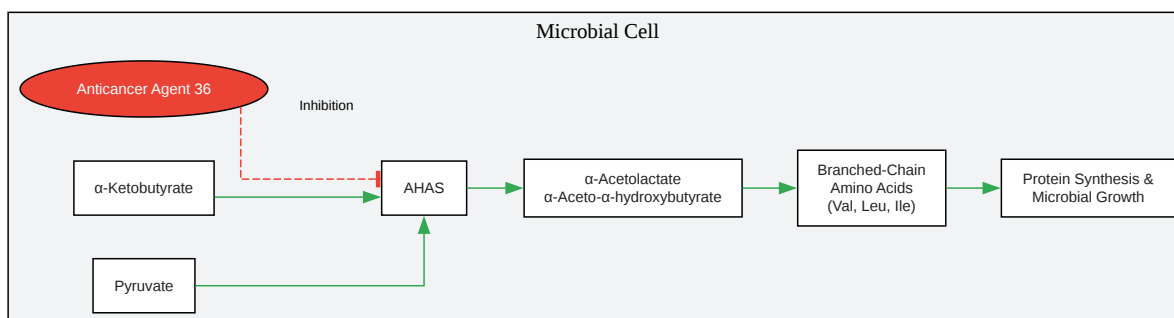 Microbial Cell
Anticancer Agent 36
Inhibition
α-Ketobutyrate
AHAS
α-Acetolactate
α-Aceto-α-hydroxybutyrate
Branched-Chain
Amino Acids
(Val, Leu, Ile)
Protein Synthesis &
Microbial Growth
Pyruvate